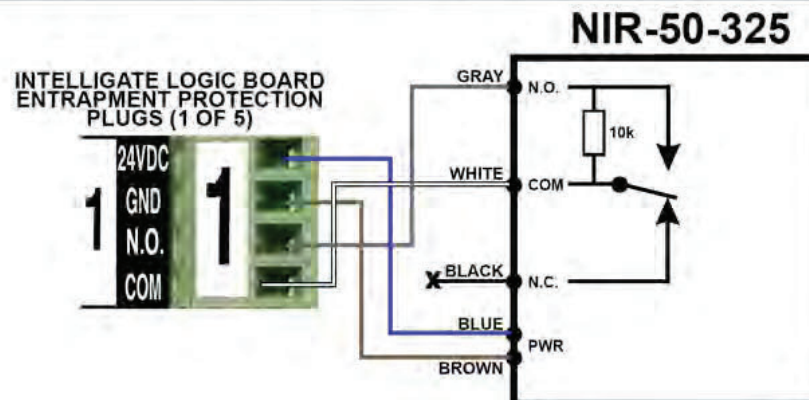 NIR-50-325
INTELLIGATE LOGIC BOARD
ENTRAPMENT PROTECTION
PLUGS (1 OF 5)
1
24VDC
GND
N.O.
COM
1
GRAY
WHITE
BLACK
X
BLUE
BROWN
N.O.
10k
COM
N.C.
PWR